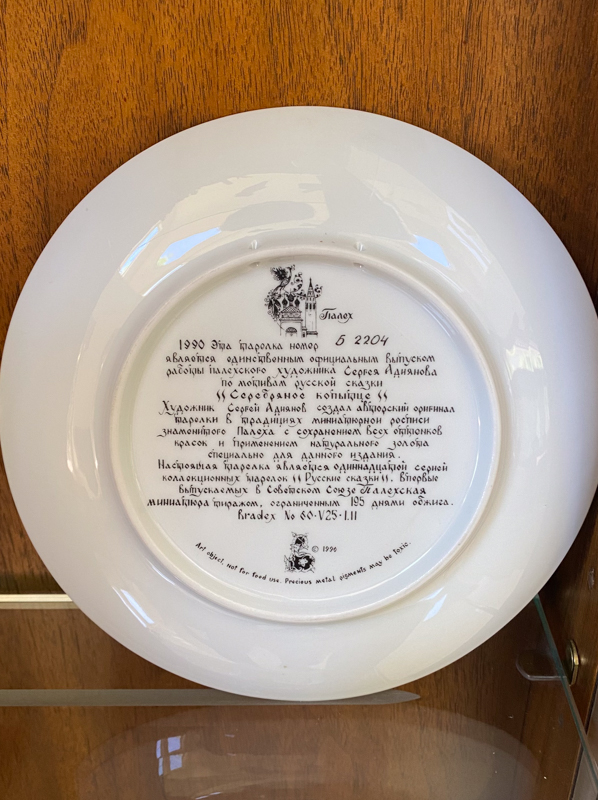 Палех
1990 Эта тарелка номер Б 2204
является единственным официальным выпуском
работы палехского художника Сергея Адиянова
по мотивам русской сказки
"Серебряное копытце"
Художник Сергей Адиянов создал авторский оригинал
тарелки в традициях миниатюрной росписи
знаменитого Палеха с сохранением всех оттенков
красок и применением натурального золота
специально для данного издания.
Настоящая тарелка является одиннадцатой серией
коллекционных тарелок "Русские сказки". Впервые
выпускаемых в Советском Союзе Палехская
миниатюра тиражом, ограниченным 195 днями обжига.
Bradex No 60-V25-1.11
© 1990
Art object, not for food use. Precious metal pigments may be toxic.